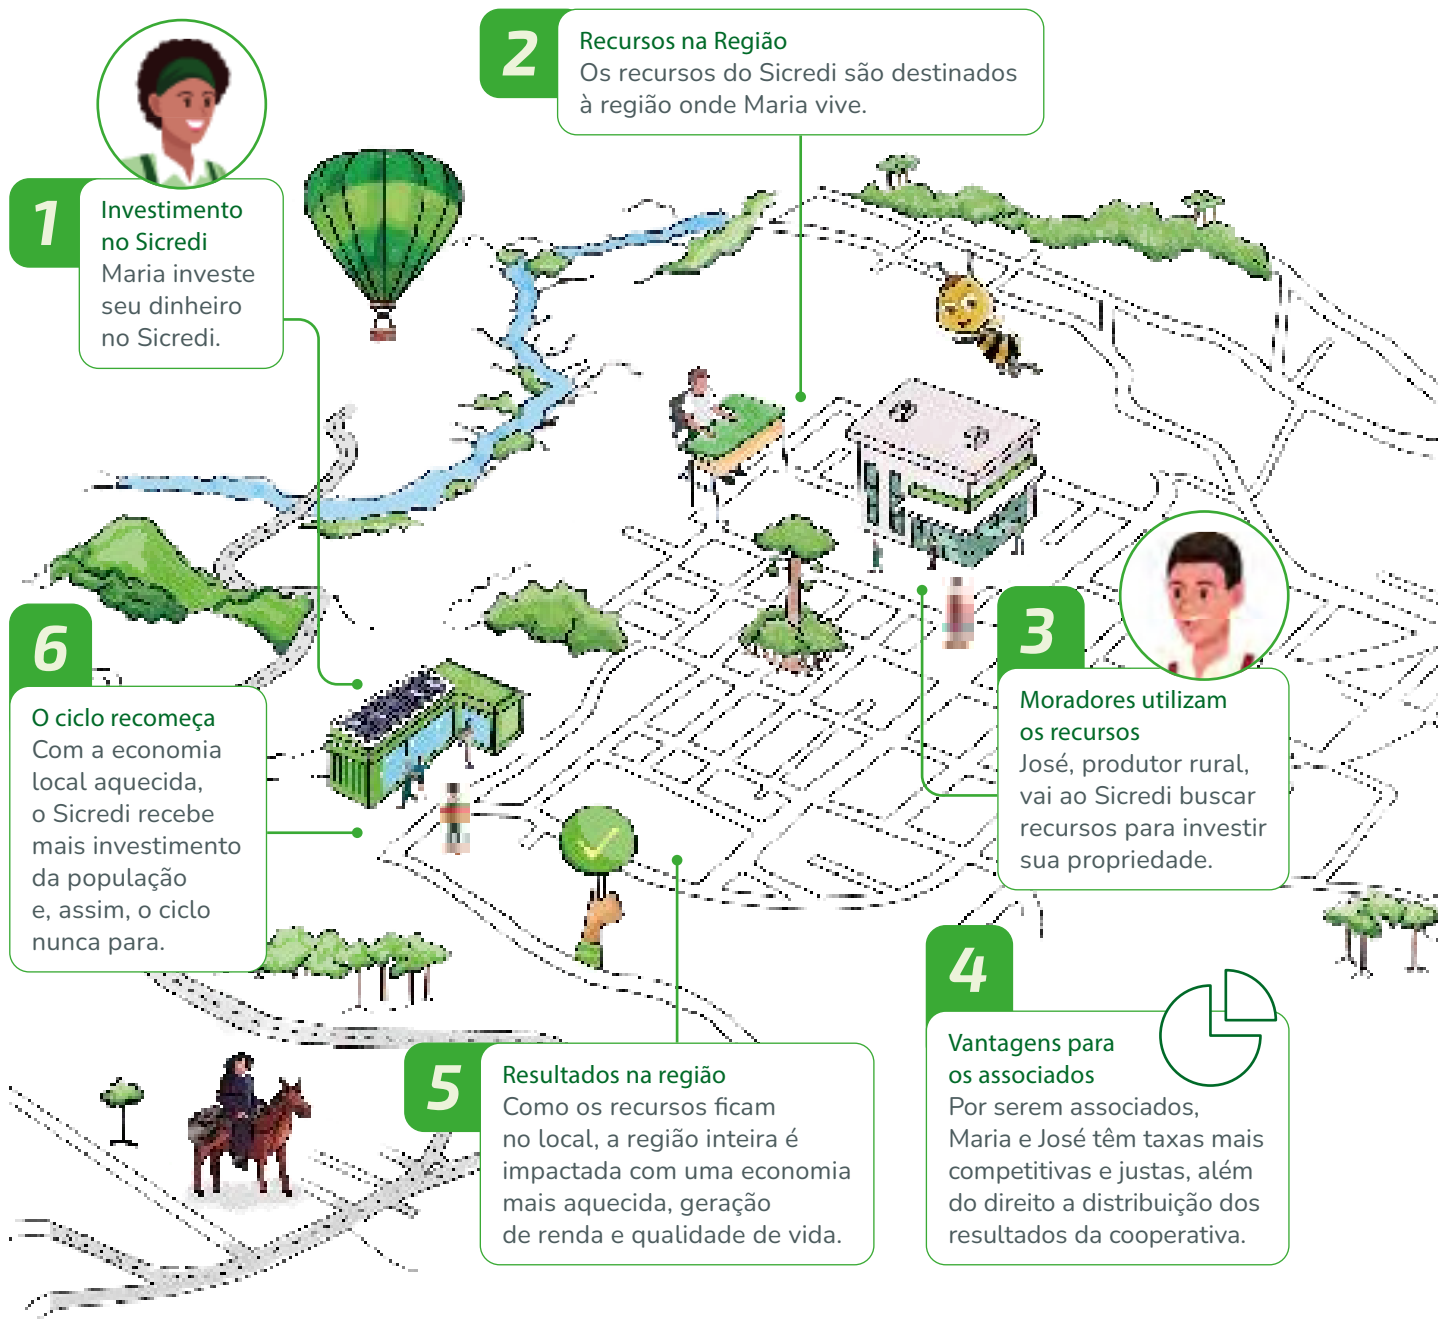 1
Investimento
no Sicredi
Maria investe
seu dinheiro
no Sicredi.
2
Recursos na Região
Os recursos do Sicredi são destinados
à região onde Maria vive.
3
Moradores utilizam
os recursos
José, produtor rural,
vai ao Sicredi buscar
recursos para investir
sua propriedade.
4
Vantagens para
os associados
Por serem associados,
Maria e José têm taxas mais
competitivas e justas, além
do direito a distribuição dos
resultados da cooperativa.
5
Resultados na região
Como os recursos ficam
no local, a região inteira é
impactada com uma economia
mais aquecida, geração
de renda e qualidade de vida.
6
O ciclo recomeça
Com a economia
local aquecida,
o Sicredi recebe
mais investimento
da população
e, assim, o ciclo
nunca para.